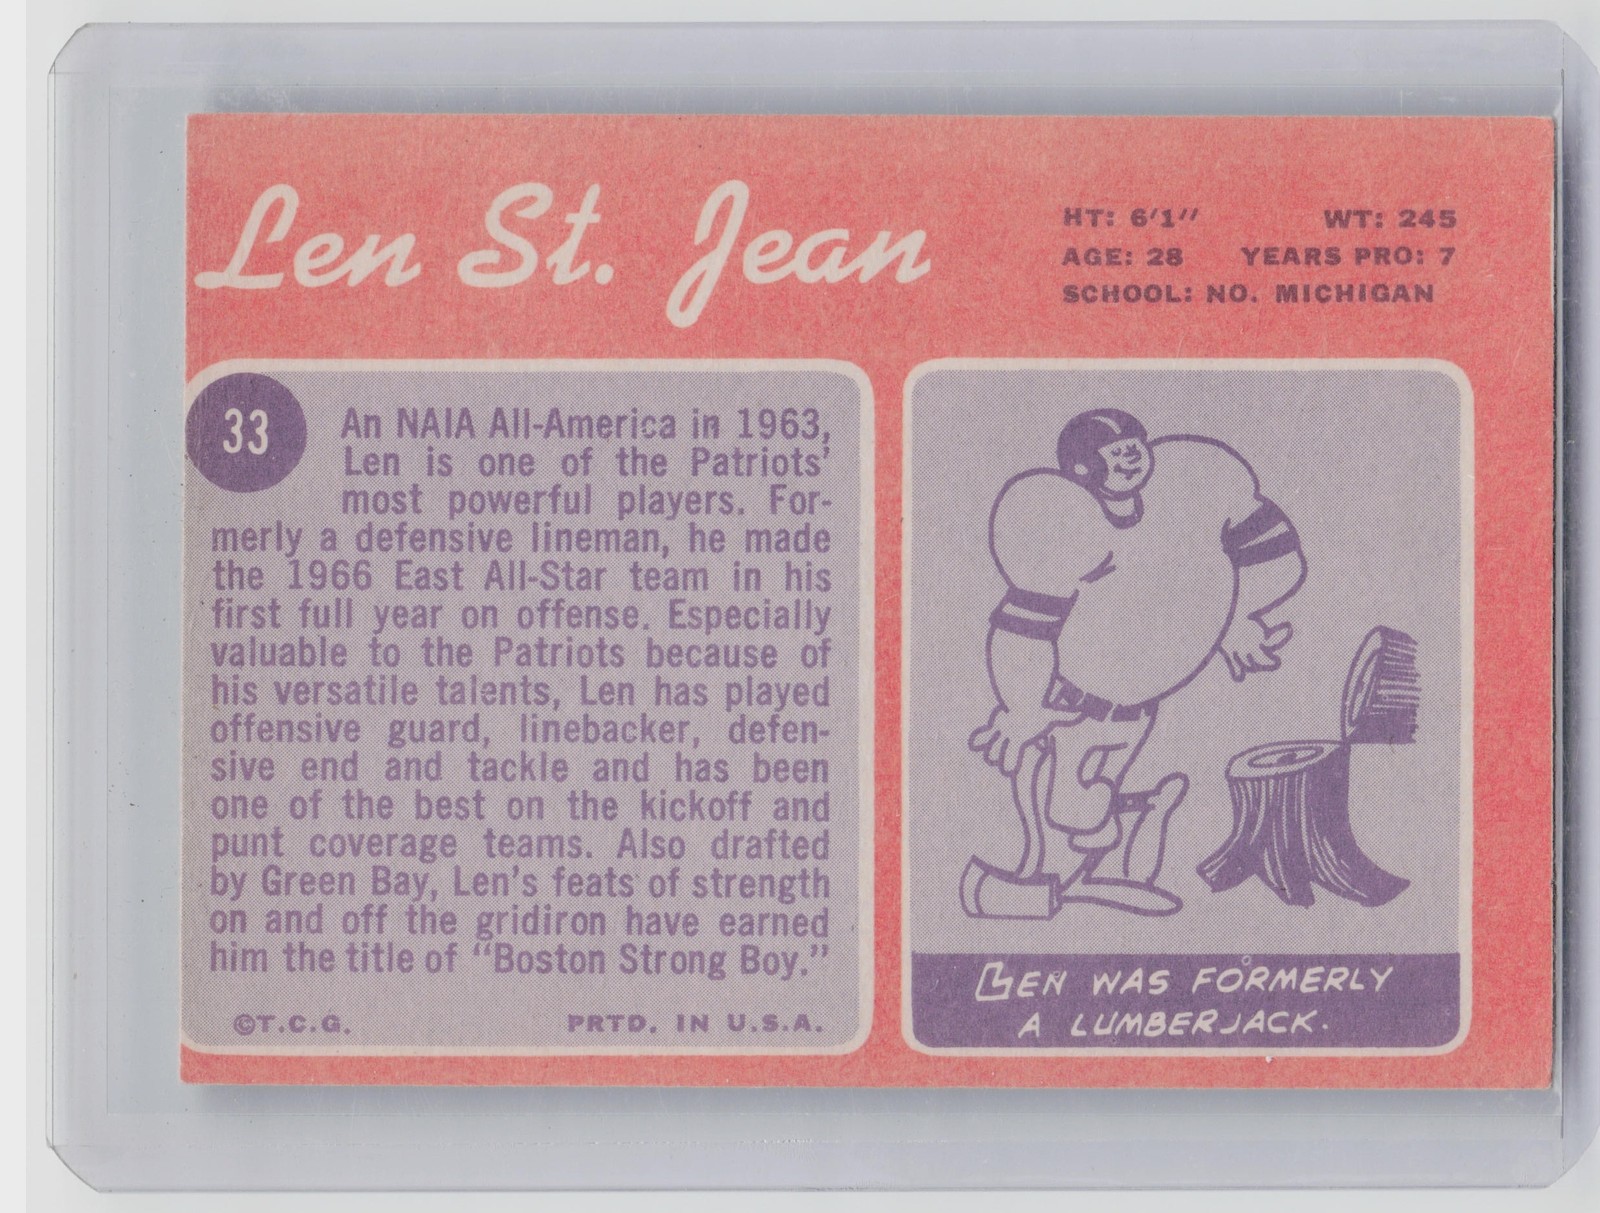 Len St. Jean
HT: 6'1" WT: 245
AGE: 28 YEARS PRO: 7
SCHOOL: NO. MICHIGAN
33
An NAIA All-America in 1963,
Len is one of the Patriots'
most powerful players. For-
merly a defensive lineman, he made
the 1966 East All-Star team in his
first full year on offense. Especially
valuable to the Patriots because of
his versatile talents, Len has played
offensive guard, linebacker, defen-
sive end and tackle and has been
one of the best on the kickoff and
punt coverage teams. Also drafted
by Green Bay, Len's feats of strength
on and off the gridiron have earned
him the title of "Boston Strong Boy."
©T.C.G. PRTD. IN U.S.A.
LEN WAS FORMERLY
A LUMBERJACK.